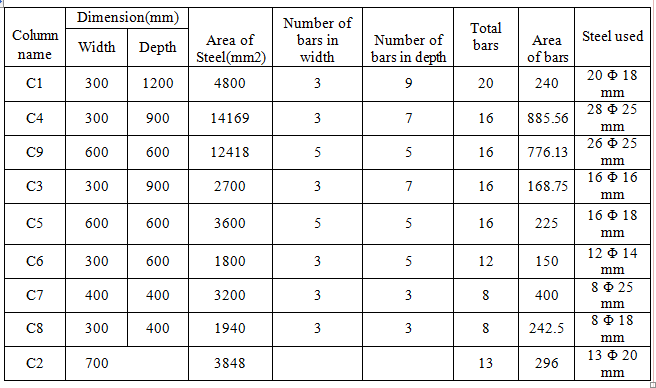 Column name Dimension(mm) Area of Steel(mm2) Number of bars in width Number of bars in depth Total bars Area of bars Steel used
Width Depth
C1 300 1200 4800 3 9 20 240 20 Φ 18 mm
C4 300 900 14169 3 7 16 885.56 28 Φ 25 mm
C9 600 600 12418 5 5 16 776.13 26 Φ 25 mm
C3 300 900 2700 3 7 16 168.75 16 Φ 16 mm
C5 600 600 3600 5 5 16 225 16 Φ 18 mm
C6 300 600 1800 3 5 12 150 12 Φ 14 mm
C7 400 400 3200 3 3 8 400 8 Φ 25 mm
C8 300 400 1940 3 3 8 242.5 8 Φ 18 mm
C2 700 3848 13 296 13 Φ 20 mm